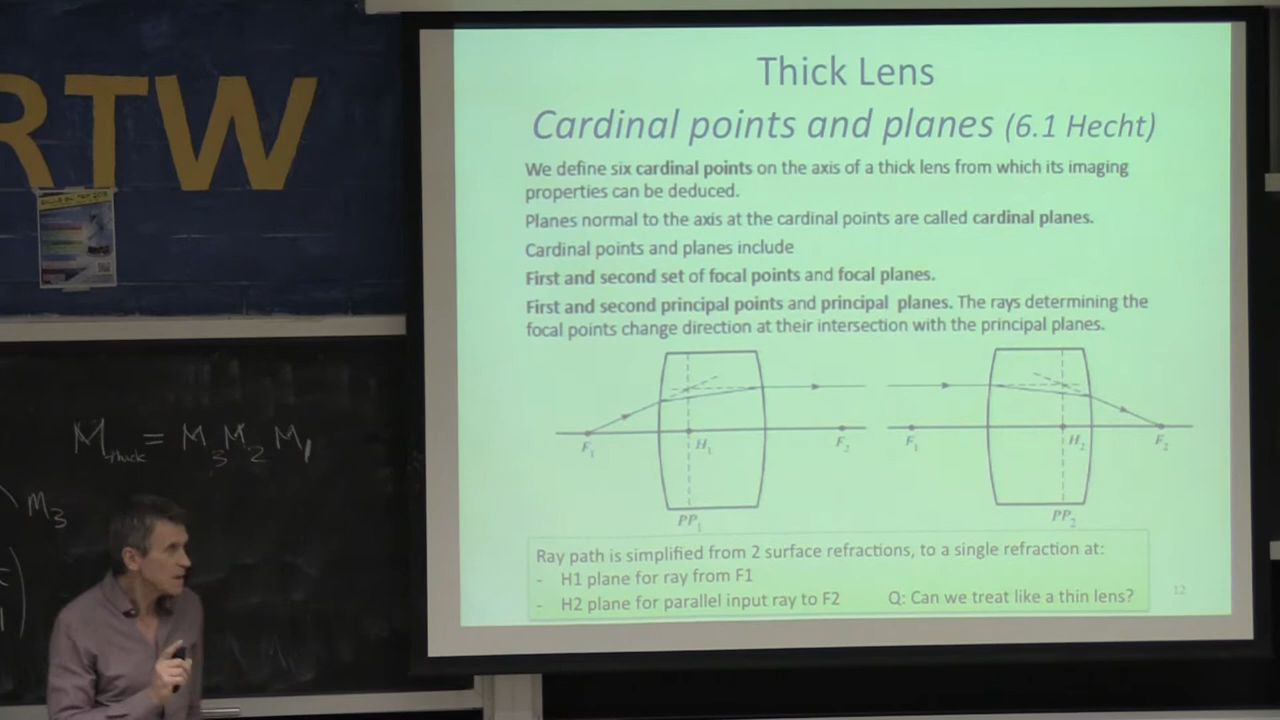 RTW
Thick Lens
Cardinal points and planes (6.1 Hecht)
We define six cardinal points on the axis of a thick lens from which its imaging
properties can be deduced.
Planes normal to the axis at the cardinal points are called cardinal planes.
Cardinal points and planes include
First and second set of focal points and focal planes.
First and second principal points and principal planes. The rays determining the
focal points change direction at their intersection with the principal planes.
F₁ H₁ F₂ F₁ H₂ F₂
PP₁ PP₂
Ray path is simplified from 2 surface refractions, to a single refraction at:
- H1 plane for ray from F1
- H2 plane for parallel input ray to F2 Q: Can we treat like a thin lens?
12
M_thick = M₃ M₂ M₁
M₃